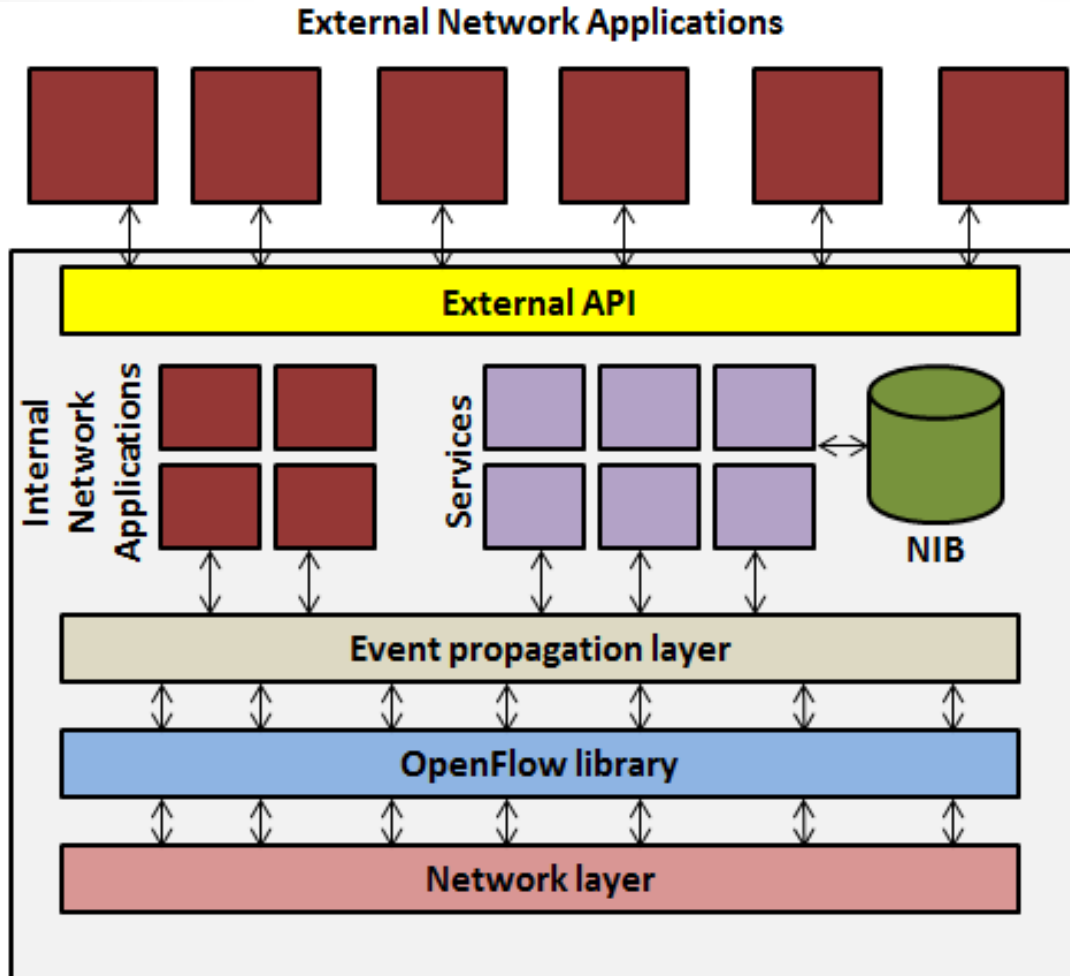 External Network Applications
External API
Internal
Network
Applications
Services
NIB
Event propagation layer
OpenFlow library
Network layer